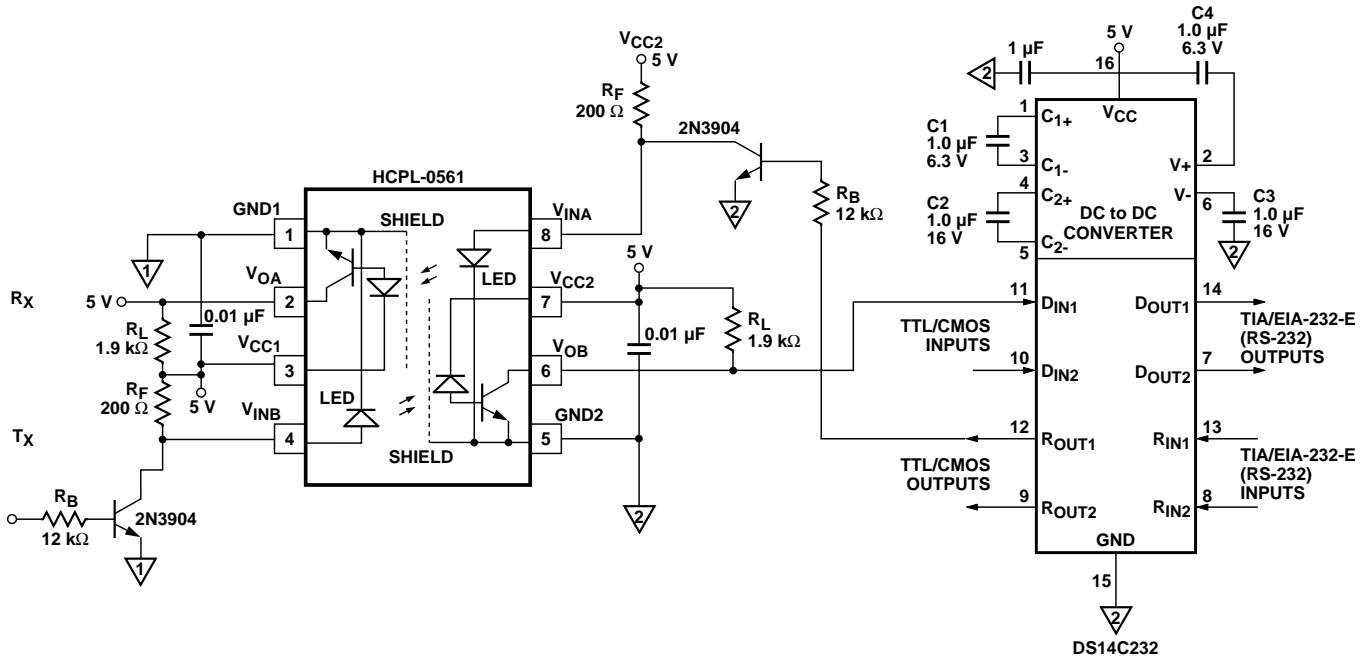 V_CC2
5 V
R_F
200 Ω
2N3904
2
R_B
12 kΩ
HCPL-0561
GND1
1
SHIELD
V_INA
8
LED
1
V_OA
2
R_X
5 V
R_L
1.9 kΩ
0.01 µF
V_CC1
3
5 V
R_F
200 Ω
LED
V_INB
4
T_X
SHIELD
R_B
12 kΩ
2N3904
1
V_CC2
7
5 V
0.01 µF
R_L
1.9 kΩ
V_OB
6
GND2
5
2
5 V
16
1 µF
2
C4
1.0 µF
6.3 V
V_CC
1
C_1+
C1
1.0 µF
6.3 V
3
C_1-
4
C_2+
C2
1.0 µF
16 V
C_2-
5
V+
2
V-
6
C3
1.0 µF
16 V
2
DC to DC
CONVERTER
11
D_IN1
TTL/CMOS
INPUTS
10
D_IN2
D_OUT1
14
TIA/EIA-232-E
(RS-232)
OUTPUTS
D_OUT2
7
12
R_OUT1
TTL/CMOS
OUTPUTS
9
R_OUT2
R_IN1
13
TIA/EIA-232-E
(RS-232)
INPUTS
R_IN2
8
GND
15
2
DS14C232